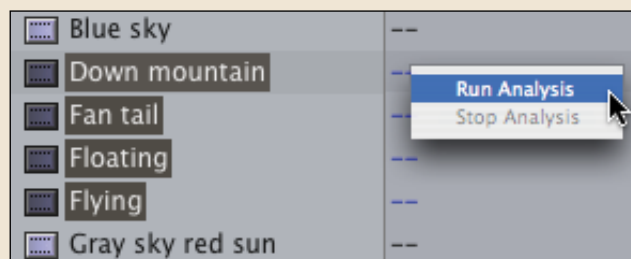 Blue sky --
Down mountain --
Run Analysis
Fan tail --
Stop Analysis
Floating --
Flying --
Gray sky red sun --